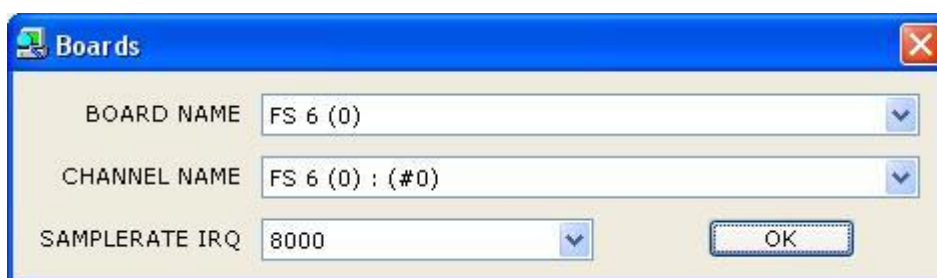 Boards
BOARD NAME FS 6 (0)
CHANNEL NAME FS 6 (0) : (#0)
SAMPLERATE IRQ 8000 OK